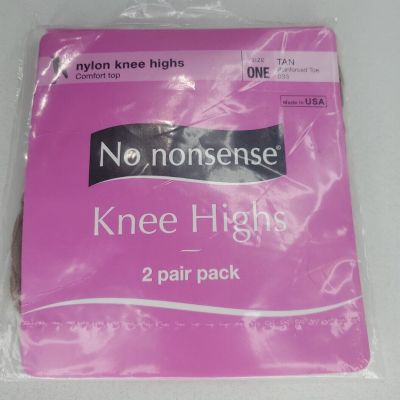 nylon knee highs
Comfort top
SIZE
ONE
TAN
Reinforced Toe
Made in USA
No nonsense®
Knee Highs
2 pair pack